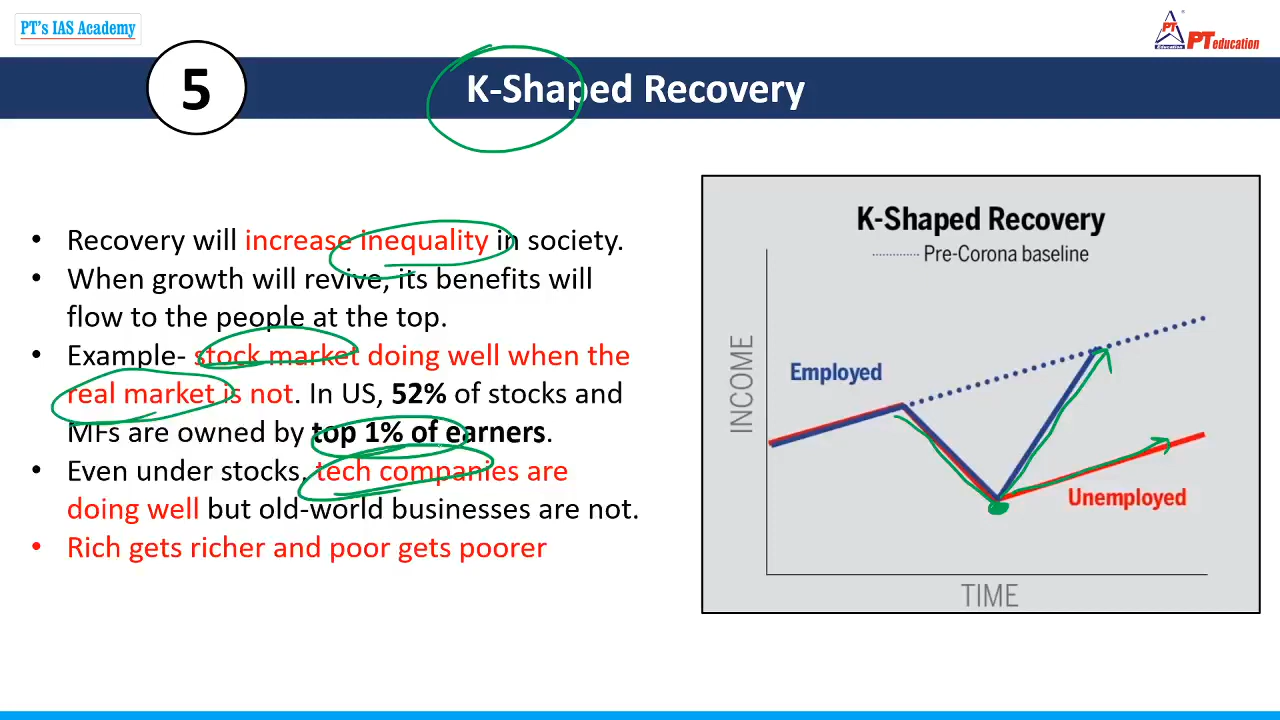 PT's IAS Academy
PT
Education
PT education
5
K-Shaped Recovery
• Recovery will increase inequality in society.
• When growth will revive, its benefits will
flow to the people at the top.
• Example- stock market doing well when the
real market is not. In US, 52% of stocks and
MFs are owned by top 1% of earners.
• Even under stocks, tech companies are
doing well but old-world businesses are not.
• Rich gets richer and poor gets poorer
K-Shaped Recovery
Pre-Corona baseline
INCOME
Employed
Unemployed
TIME